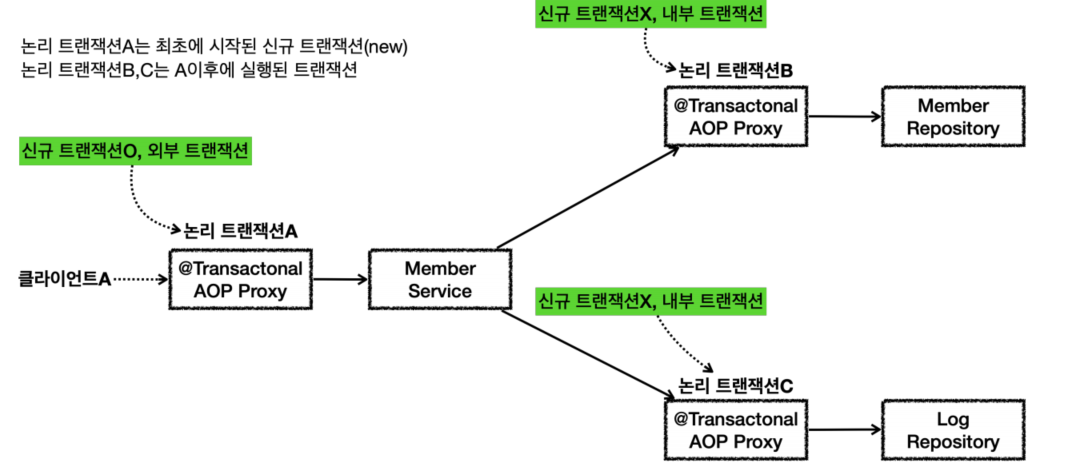 신규 트랜잭션X, 내부 트랜잭션
논리 트랜잭션A는 최초에 시작된 신규 트랜잭션(new)
논리 트랜잭션B,C는 A이후에 실행된 트랜잭션
논리 트랜잭션B
@Transactonal
AOP Proxy
Member
Repository
신규 트랜잭션O, 외부 트랜잭션
논리 트랜잭션A
클라이언트A
@Transactonal
AOP Proxy
Member
Service
신규 트랜잭션X, 내부 트랜잭션
논리 트랜잭션C
@Transactonal
AOP Proxy
Log
Repository